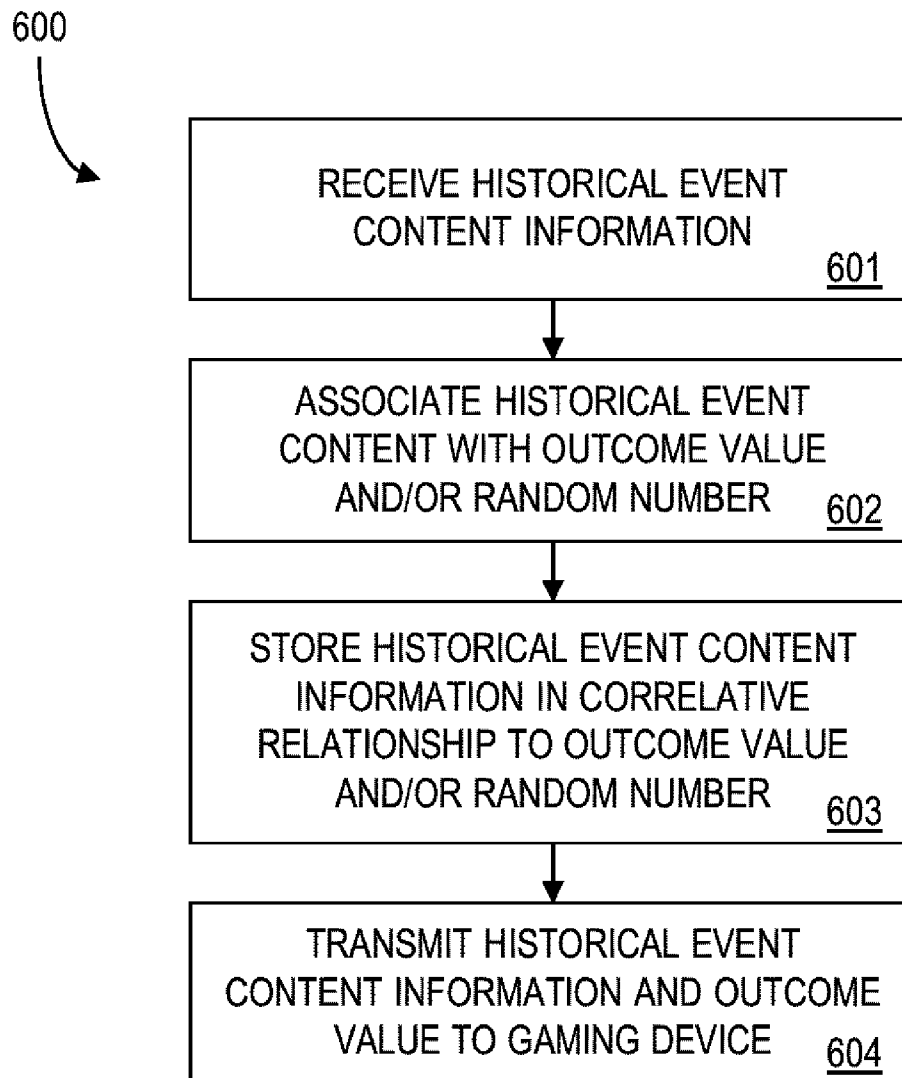 600
RECEIVE HISTORICAL EVENT
CONTENT INFORMATION
601
ASSOCIATE HISTORICAL EVENT
CONTENT WITH OUTCOME VALUE
AND/OR RANDOM NUMBER
602
STORE HISTORICAL EVENT CONTENT
INFORMATION IN CORRELATIVE
RELATIONSHIP TO OUTCOME VALUE
AND/OR RANDOM NUMBER
603
TRANSMIT HISTORICAL EVENT
CONTENT INFORMATION AND OUTCOME
VALUE TO GAMING DEVICE
604